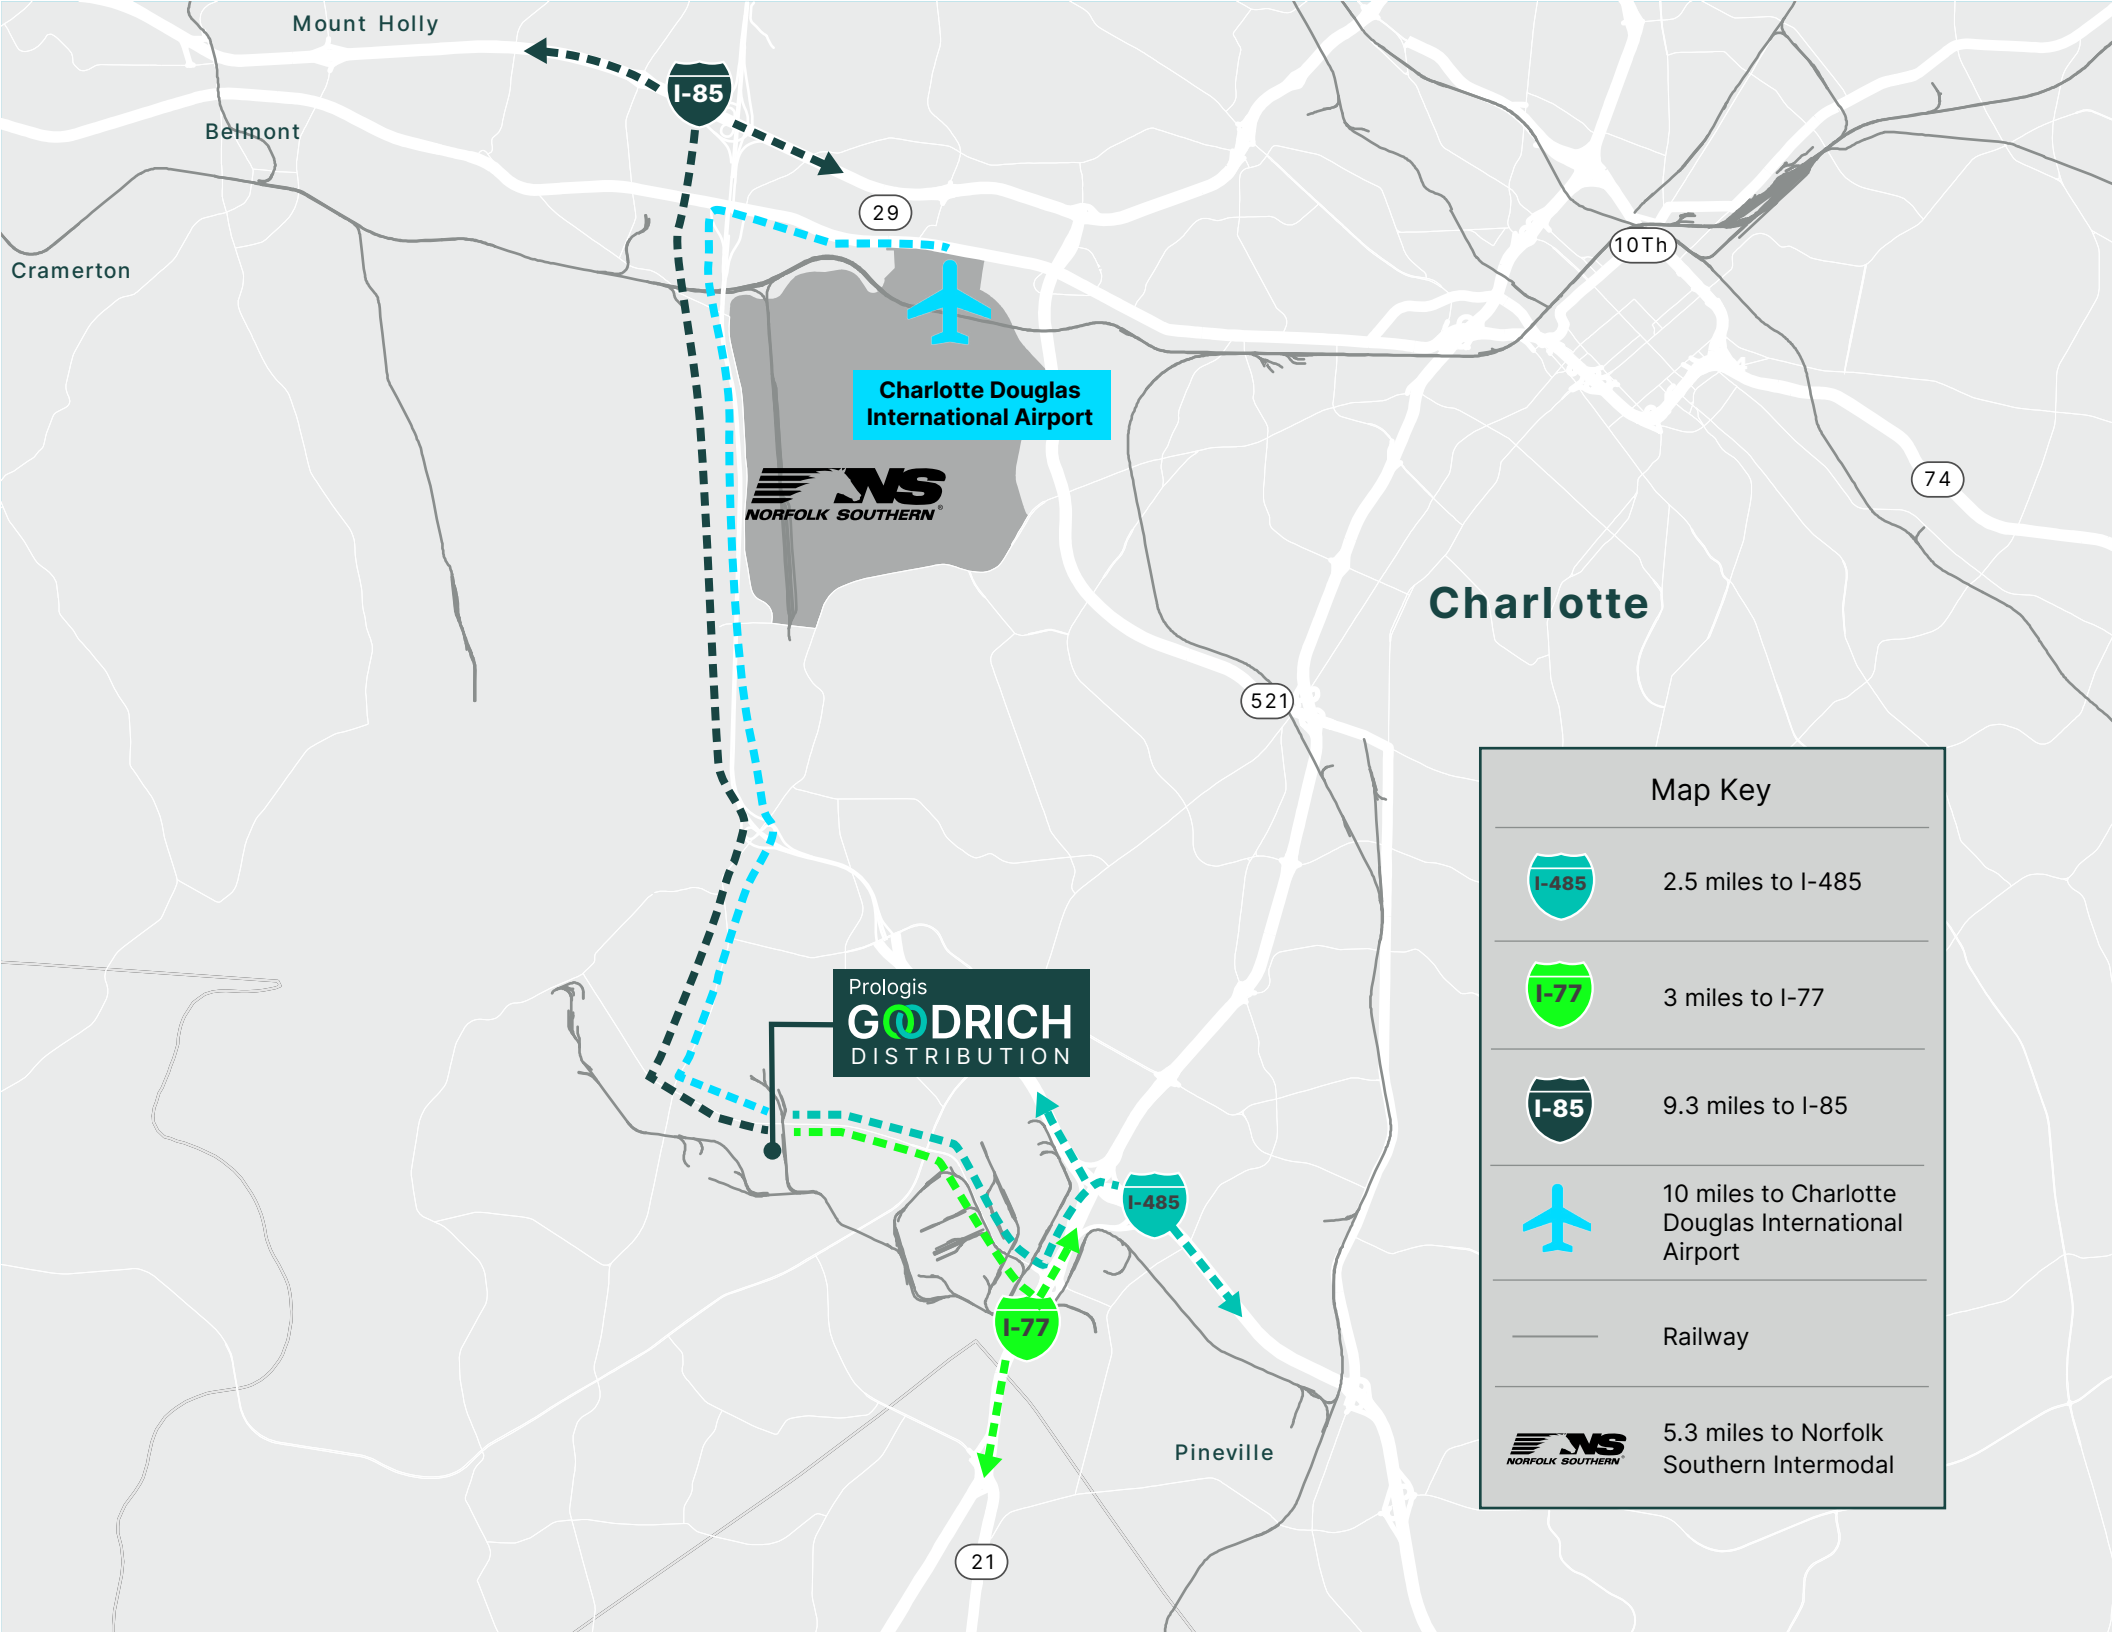 Mount Holly
I-85
Belmont
29
10Th
Cramerton
Charlotte Douglas
International Airport
74
NS
NORFOLK SOUTHERN®
Charlotte
521
Map Key
I-485
2.5 miles to I-485
I-77
3 miles to I-77
I-85
9.3 miles to I-85
10 miles to Charlotte
Douglas International
Airport
Railway
NS
NORFOLK SOUTHERN®
5.3 miles to Norfolk
Southern Intermodal
Prologis
GOODRICH
DISTRIBUTION
I-485
I-77
Pineville
21